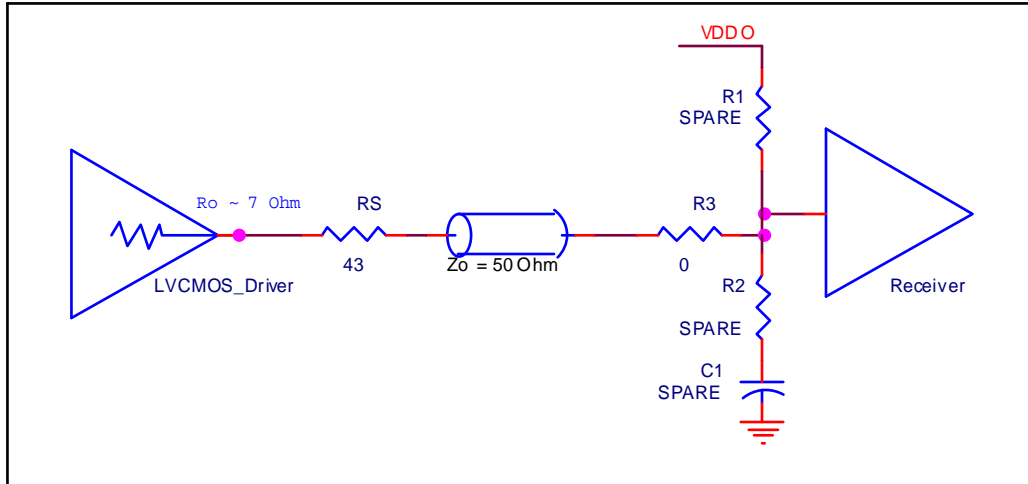 VDDO
R1
SPARE
Ro ~ 7 Ohm
RS
R3
43
Zo = 50 Ohm
0
LVCMOS_Driver
R2
Receiver
SPARE
C1
SPARE